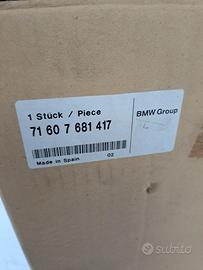 1 Stück / Piece
BMW Group
71 60 7 681 417
Made in Spain
02
subito